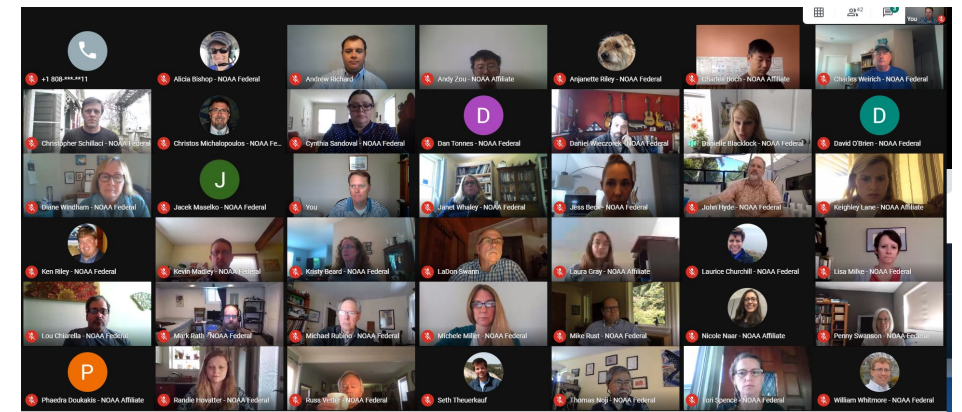 42
You
+1 808-***-**11
Alicia Bishop - NOAA Federal
Andrew Richard
Andy Zou - NOAA Affiliate
Anjanette Riley - NOAA Federal
Charles Weirich - NOAA Federal
Christopher Schillaci - NOAA Federal
Christos Michalopoulos - NOAA Fe...
Cynthia Sandoval - NOAA Federal
D
Dan Tonnes - NOAA Federal
Daniel Wieczorek - NOAA Federal
Danielle Blacklock - NOAA Federal
D
David O'Brien - NOAA Federal
Diane Windham - NOAA Federal
J
Jacek Maselko - NOAA Federal
You
Janet Whaley - NOAA Federal
Jess Beck - NOAA Federal
John Hyde - NOAA Federal
Keighley Lane - NOAA Affiliate
Ken Riley - NOAA Federal
Kevin Madley - NOAA Federal
Kristy Beard - NOAA Federal
LaDon Swann
Laura Gray - NOAA Affiliate
Laurice Churchill - NOAA Federal
Lisa Milke - NOAA Federal
Lou Chiarella - NOAA Federal
Mark Rath - NOAA Federal
Michael Rubino - NOAA Federal
Michele Miller - NOAA Federal
Mike Rust - NOAA Federal
Nicole Naar - NOAA Affiliate
Penny Swanson - NOAA Federal
P
Phaedra Doukakis - NOAA Affiliate
Randie Hovatter - NOAA Federal
Russ Vetter - NOAA Federal
Seth Theuerkauf
Thomas Noji - NOAA Federal
Tori Spence - NOAA Federal
William Whitmore - NOAA Federal